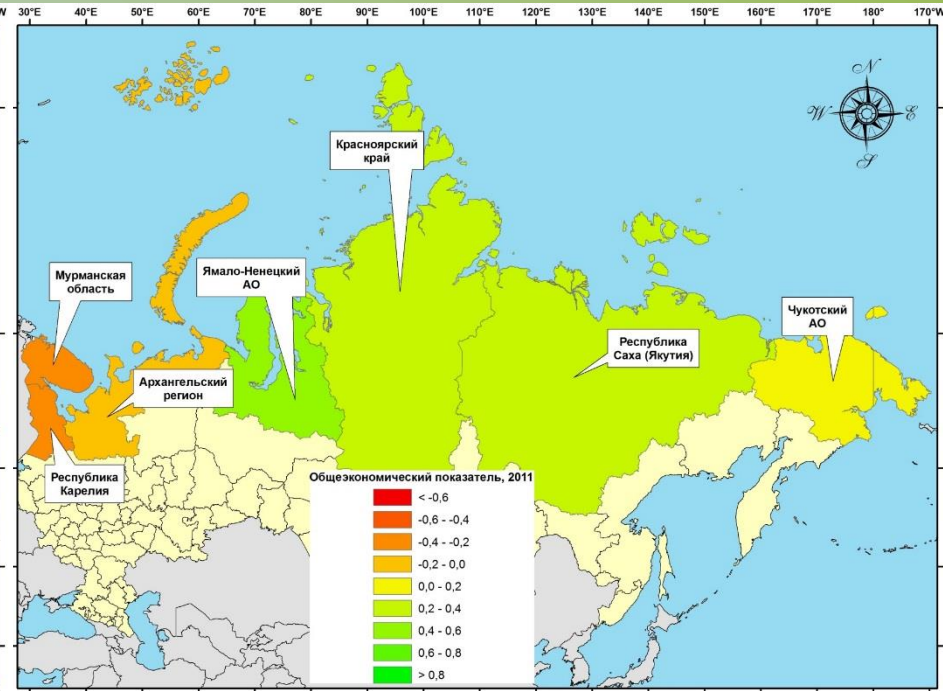 W 30°E 40°E 50°E 60°E 70°E 80°E 90°E 100°E 110°E 120°E 130°E 140°E 150°E 160°E 170°E 180° 170°W
N
W E
S
Красноярский
край
Ямало-Ненецкий
АО
Мурманская
область
Чукотский
АО
Республика
Саха (Якутия)
Архангельский
регион
Республика
Карелия
Общеэкономический показатель, 2011
< -0,6
-0,6 - -0,4
-0,4 - -0,2
-0,2 - 0,0
0,0 - 0,2
0,2 - 0,4
0,4 - 0,6
0,6 - 0,8
> 0,8